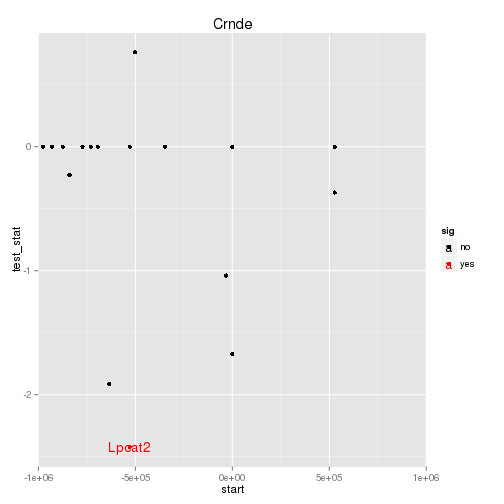 Crnde
test_stat
0
-1
-2
Lpcat2
-1e+06
-5e+05
0e+00
5e+05
1e+06
start
sig
a no
a yes